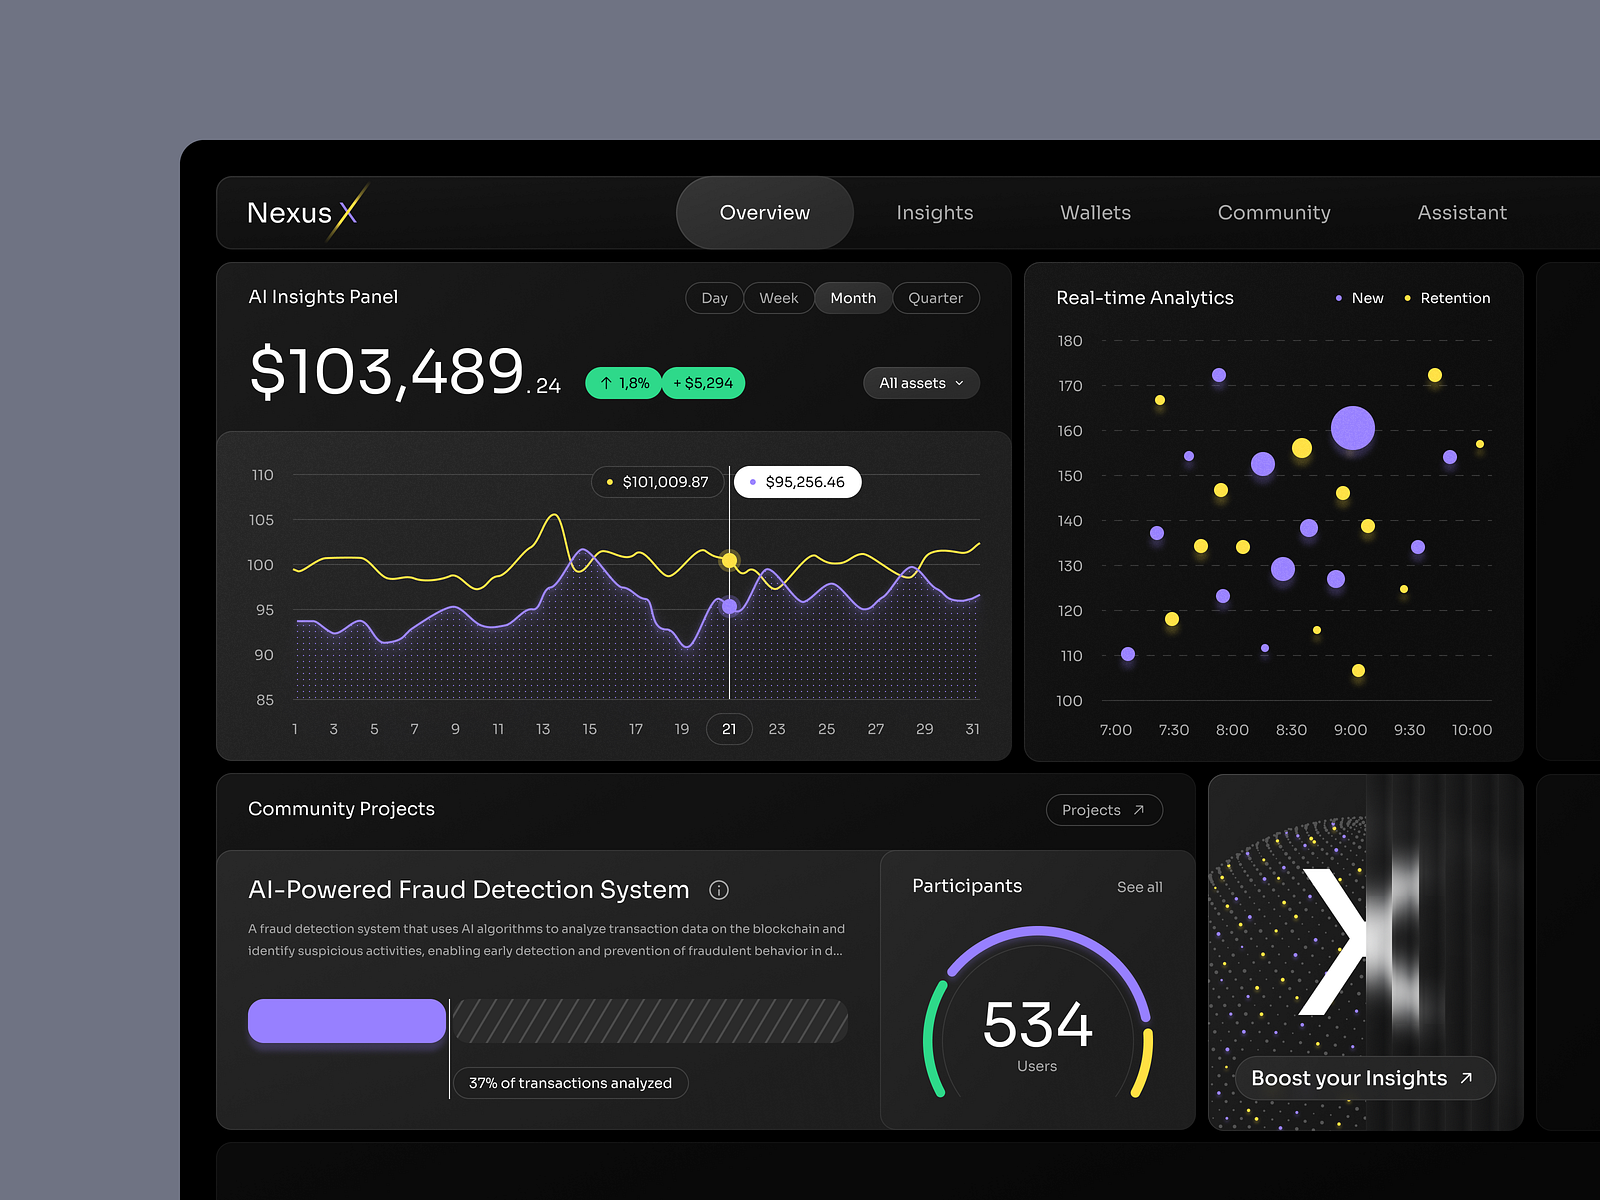 Nexus X
Overview
Insights
Wallets
Community
Assistant
AI Insights Panel
Day
Week
Month
Quarter
$103,489.24
↑ 1,8%
+ $5,294
All assets
110
105
100
95
90
85
$101,009.87
$95,256.46
1 3 5 7 9 11 13 15 17 19 21 23 25 27 29 31
Real-time Analytics
New
Retention
180
170
160
150
140
130
120
110
100
7:00 7:30 8:00 8:30 9:00 9:30 10:00
Community Projects
Projects
AI-Powered Fraud Detection System
A fraud detection system that uses AI algorithms to analyze transaction data on the blockchain and
identify suspicious activities, enabling early detection and prevention of fraudulent behavior in d...
37% of transactions analyzed
Participants
See all
534
Users
X
Boost your Insights